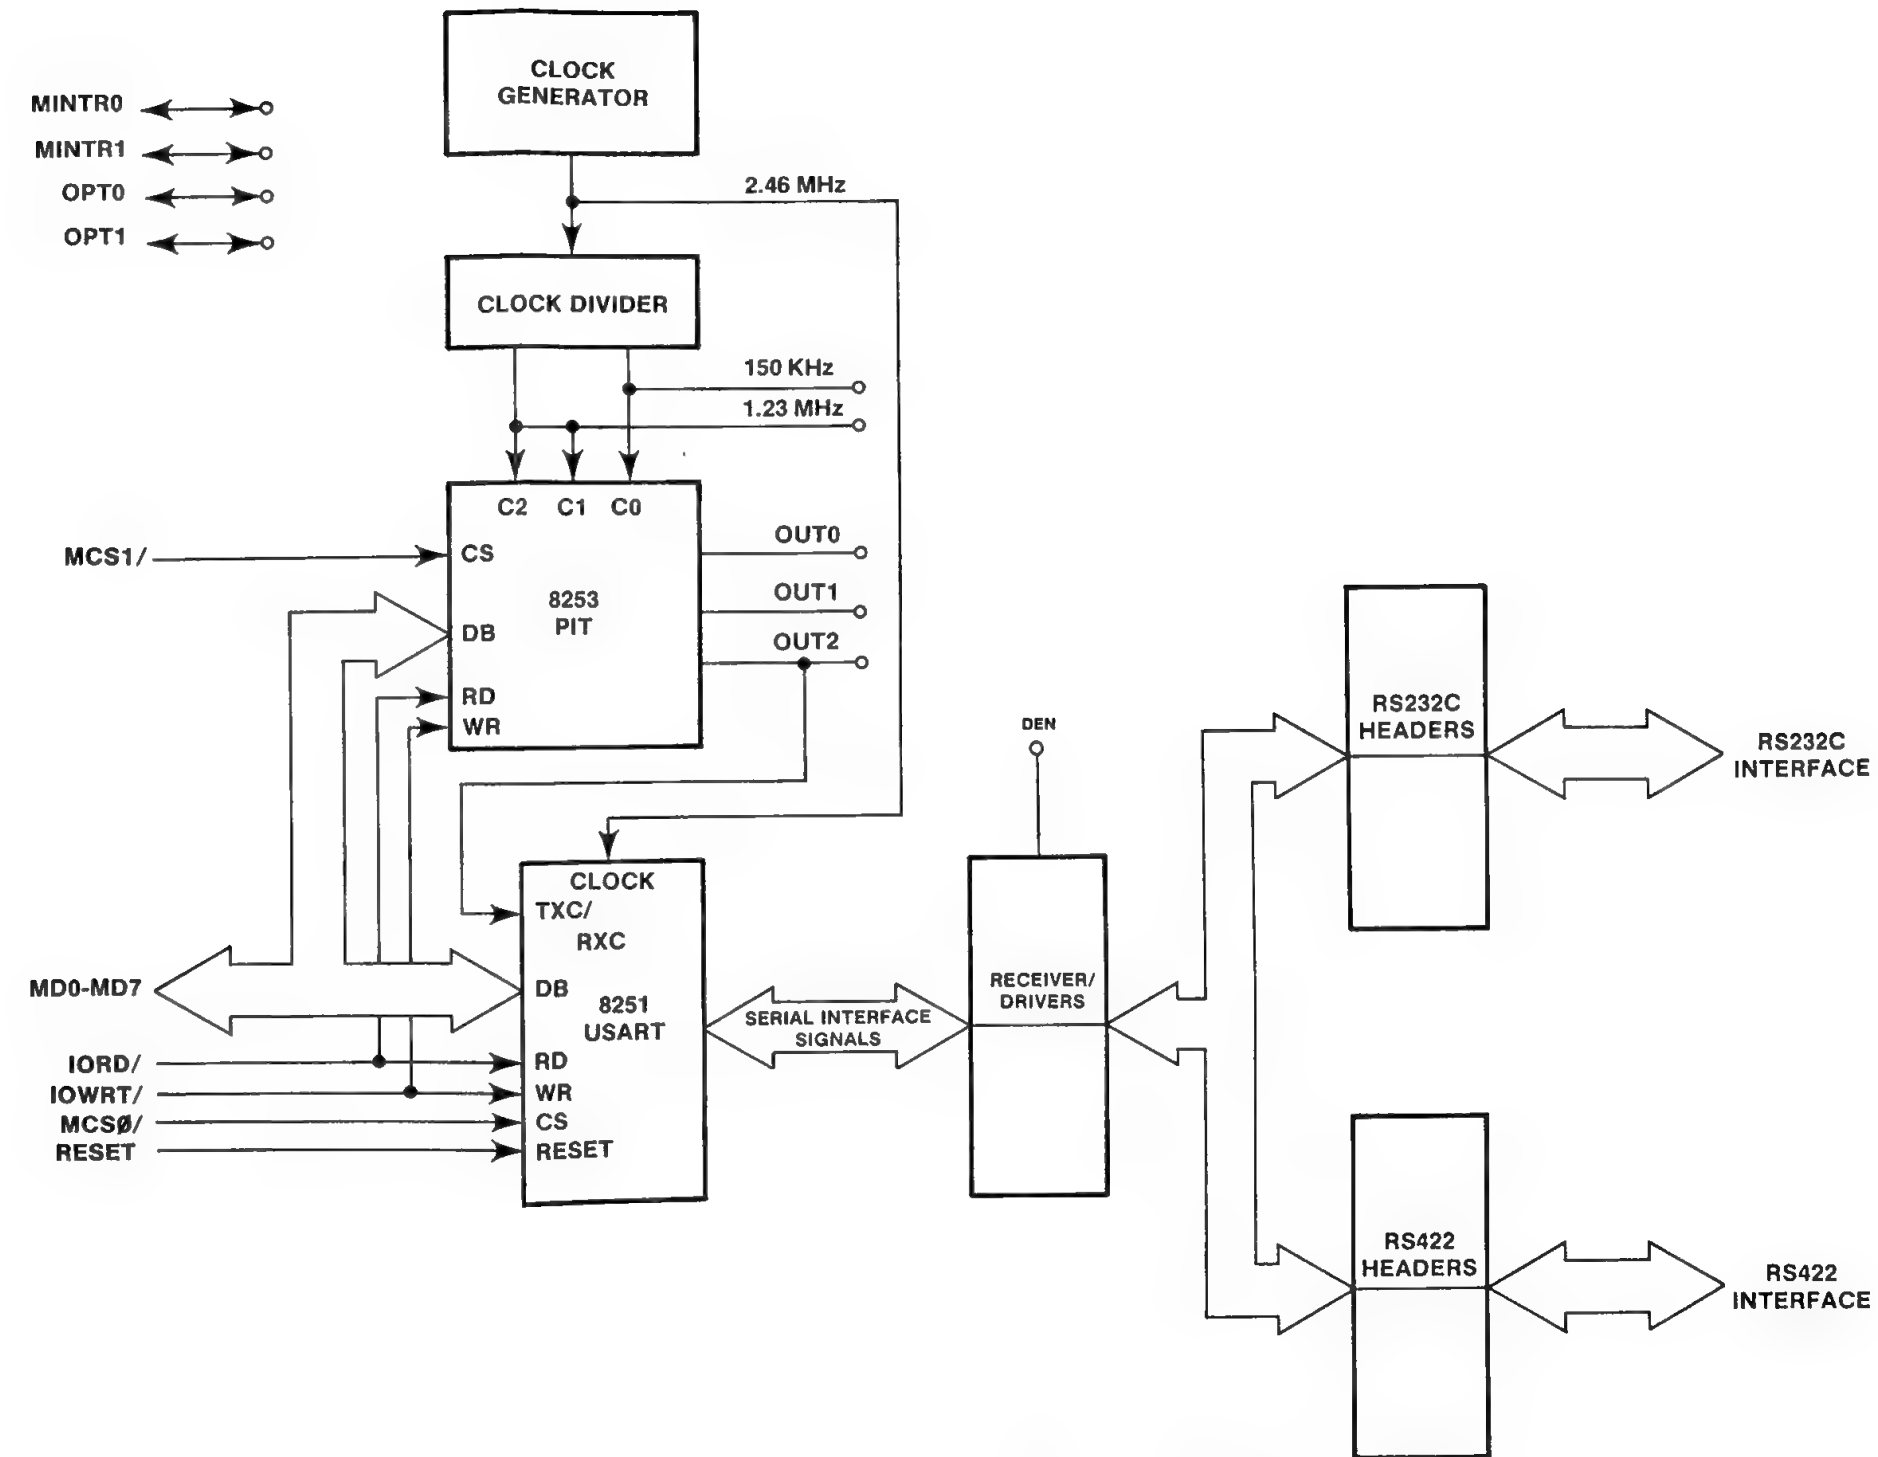 CLOCK
GENERATOR
MINTR0
MINTR1
OPT0
OPT1
2.46 MHz
CLOCK DIVIDER
150 KHz
1.23 MHz
C2 C1 C0
MCS1/
CS
8253
PIT
DB
RD
WR
OUT0
OUT1
OUT2
DEN
RS232C
HEADERS
RS232C
INTERFACE
CLOCK
TXC/
RXC
MD0-MD7
DB
8251
USART
SERIAL INTERFACE
SIGNALS
RECEIVER/
DRIVERS
IORD/
RD
IOWRT/
WR
MCSØ/
CS
RESET
RESET
RS422
HEADERS
RS422
INTERFACE